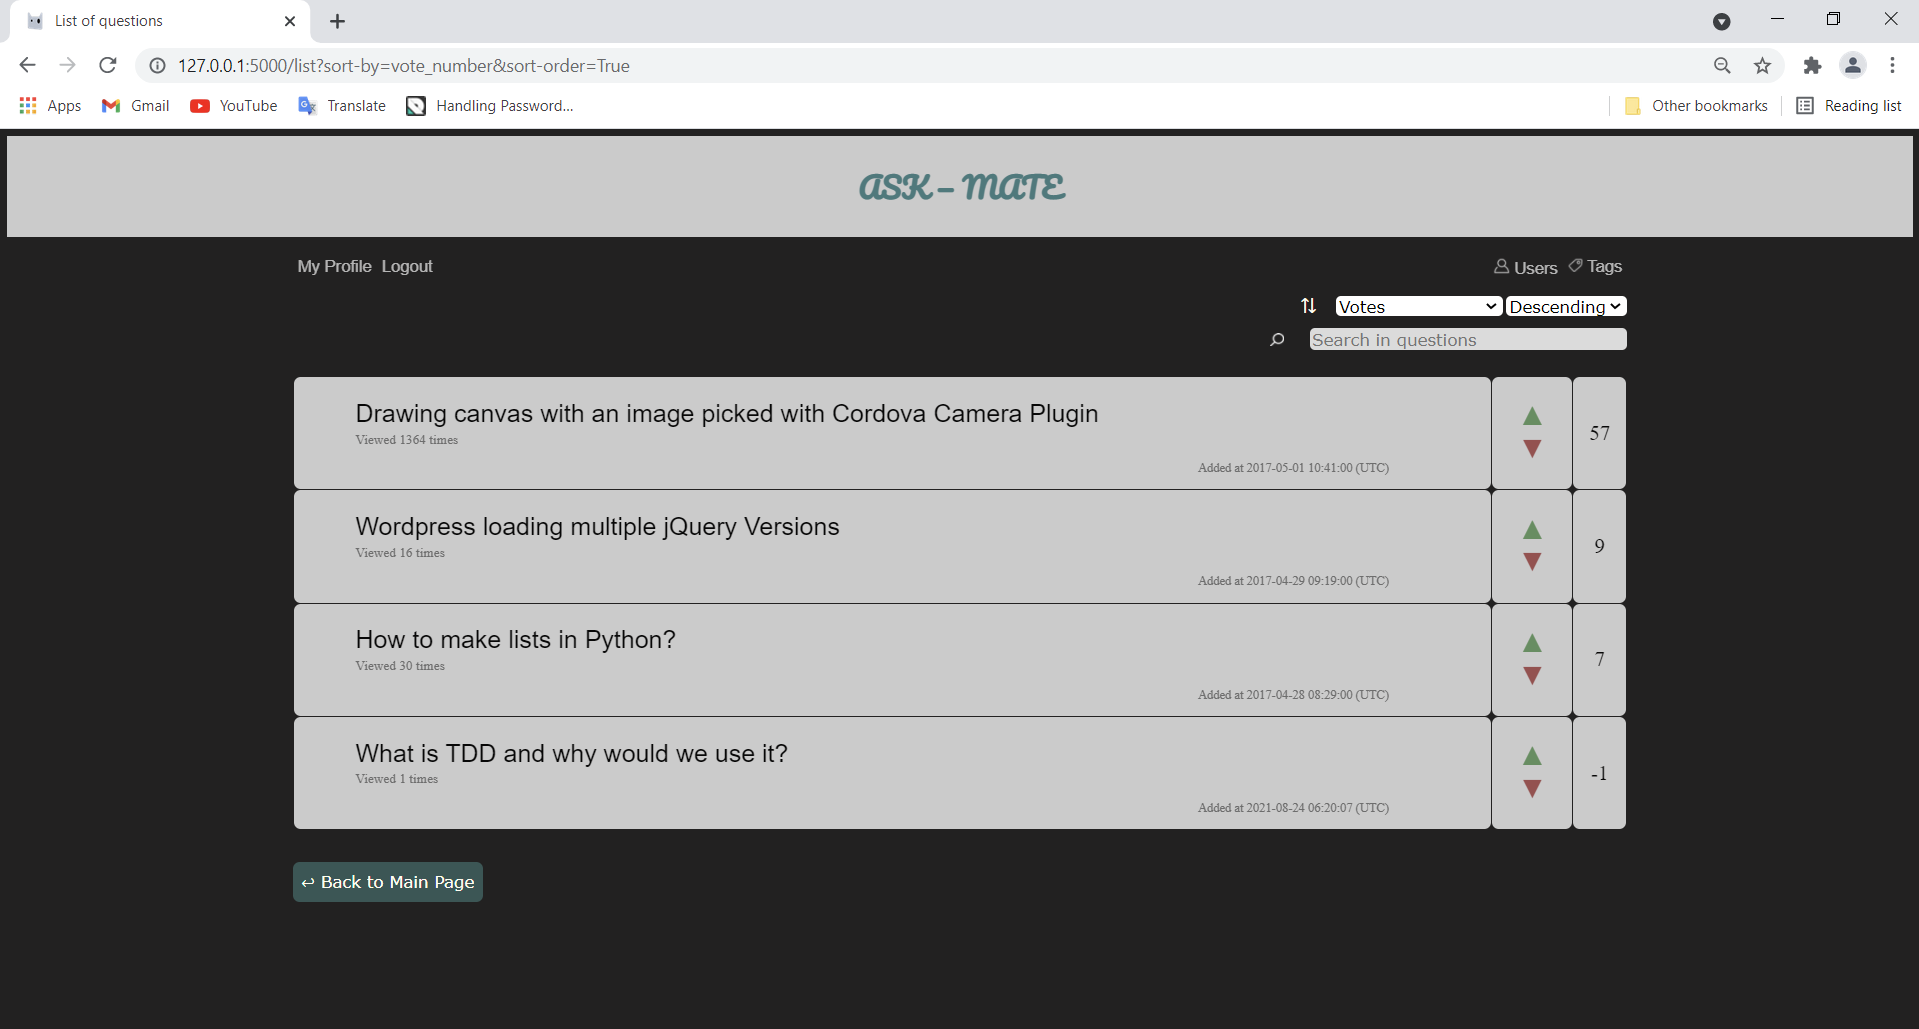 List of questions
127.0.0.1:5000/list?sort-by=vote_number&sort-order=True
Apps Gmail YouTube Translate Handling Password... Other bookmarks Reading list
ASK - MATE
My Profile Logout Users Tags
Votes Descending
Search in questions
Drawing canvas with an image picked with Cordova Camera Plugin
Viewed 1364 times
57
Added at 2017-05-01 10:41:00 (UTC)
Wordpress loading multiple jQuery Versions
Viewed 16 times
9
Added at 2017-04-29 09:19:00 (UTC)
How to make lists in Python?
Viewed 30 times
7
Added at 2017-04-28 08:29:00 (UTC)
What is TDD and why would we use it?
Viewed 1 times
-1
Added at 2021-08-24 06:20:07 (UTC)
↩ Back to Main Page